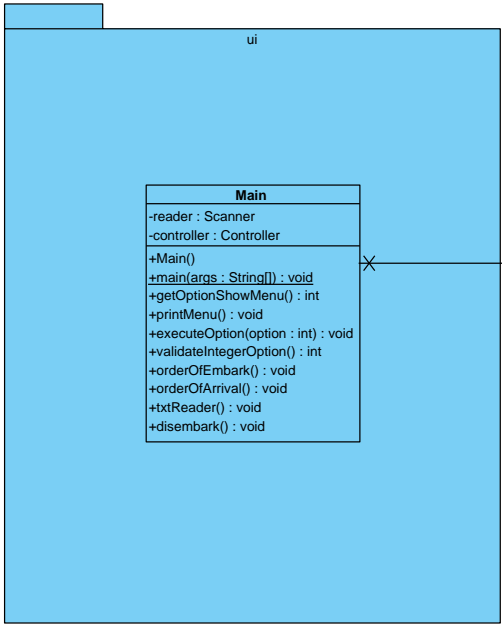 ui
Main
-reader : Scanner
-controller : Controller
+Main()
+main(args : String[]) : void
+getOptionShowMenu() : int
+printMenu() : void
+executeOption(option : int) : void
+validateIntegerOption() : int
+orderOfEmbark() : void
+orderOfArrival() : void
+txtReader() : void
+disembark() : void